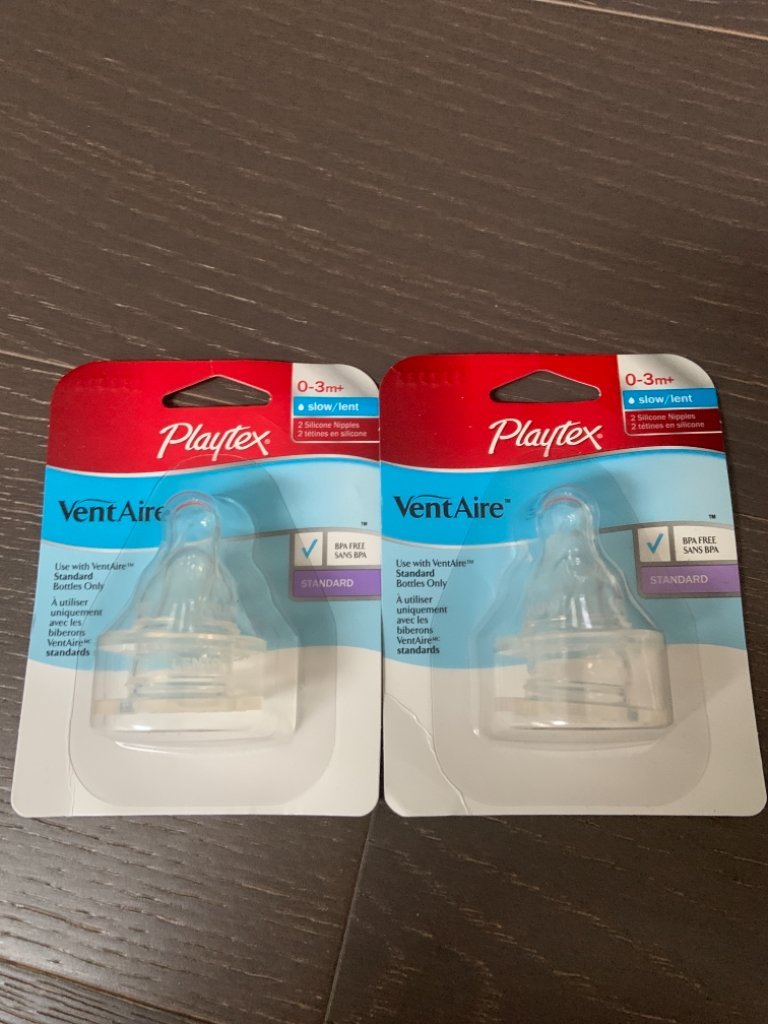 0-3m+
slow/lent
2 Silicone Nipples
2 tétines en silicone
Playtex®
VentAire
™
BPA FREE
SANS BPA
STANDARD
Use with VentAire™
Standard
Bottles Only
À utiliser
uniquement
avec les
biberons
VentAireMC
standards
0-3m+
slow/lent
2 Silicone Nipples
2 tétines en silicone
Playtex®
VentAire™
™
BPA FREE
SANS BPA
STANDARD
Use with VentAire™
Standard
Bottles Only
À utiliser
uniquement
avec les
biberons
VentAireMC
standards